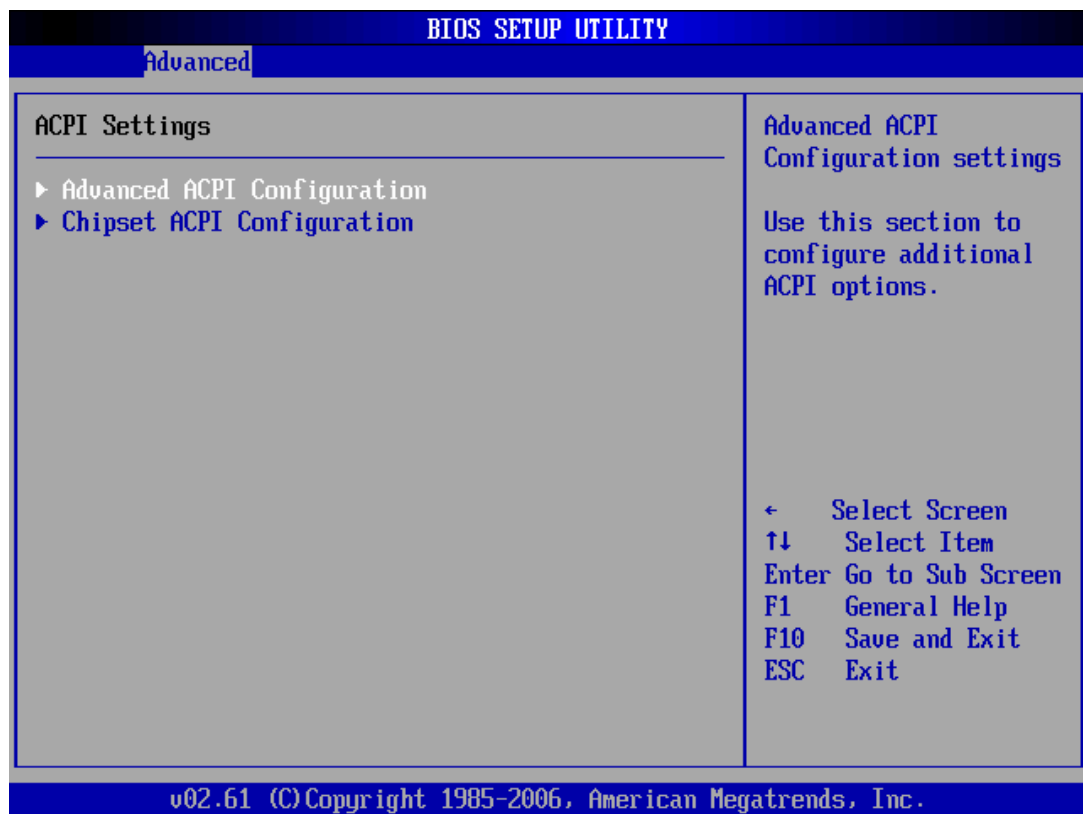 BIOS SETUP UTILITY
Advanced
ACPI Settings
▶ Advanced ACPI Configuration
▶ Chipset ACPI Configuration
Advanced ACPI
Configuration settings
Use this section to
configure additional
ACPI options.
← Select Screen
↑↓ Select Item
Enter Go to Sub Screen
F1 General Help
F10 Save and Exit
ESC Exit
v02.61 (C)Copyright 1985-2006, American Megatrends, Inc.